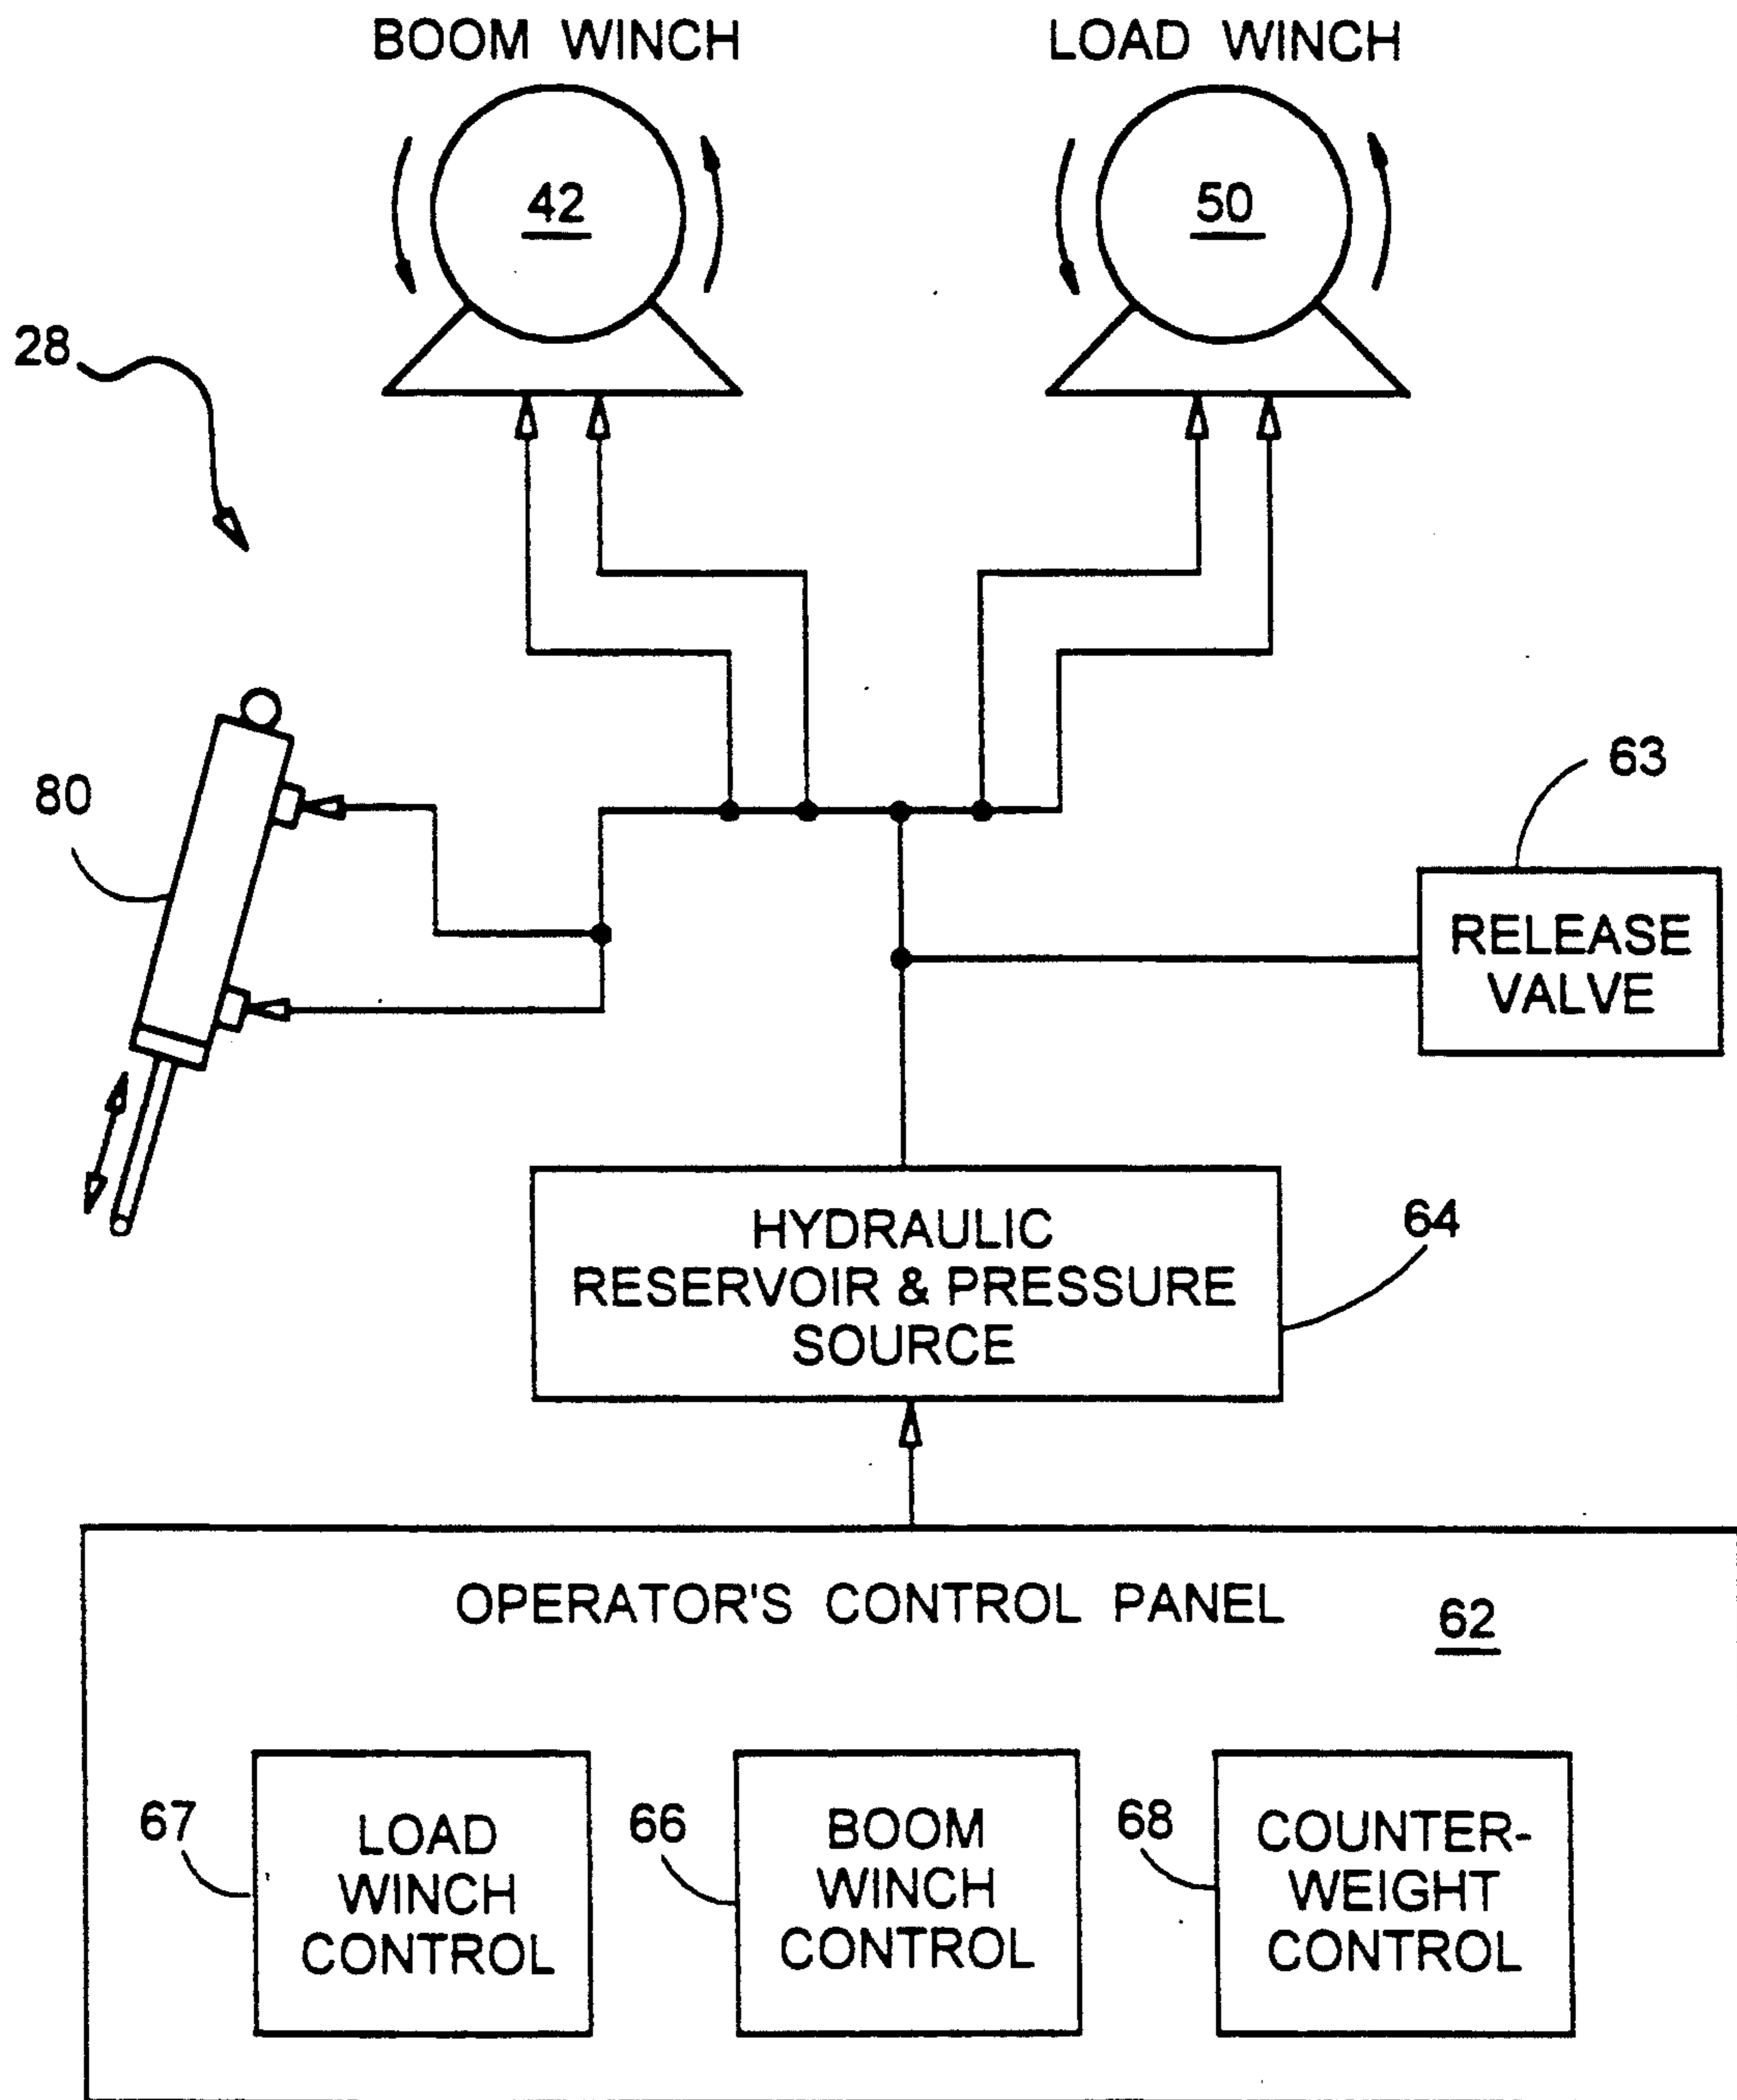 BOOM WINCH
LOAD WINCH
42
50
28
80
63
RELEASE
VALVE
HYDRAULIC
RESERVOIR & PRESSURE
SOURCE
64
OPERATOR'S CONTROL PANEL
62
67
LOAD
WINCH
CONTROL
66
BOOM
WINCH
CONTROL
68
COUNTER-
WEIGHT
CONTROL